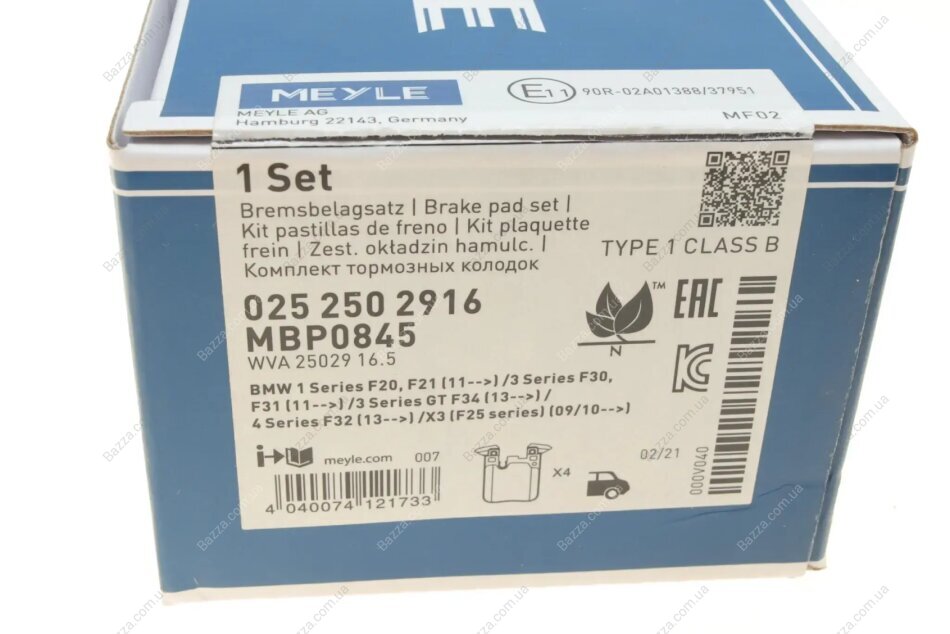 MEYLE
MEYLE AG
Hamburg 22143, Germany
E11 90R-02A01388/37951
MF02
1 Set
Bremsbelagsatz | Brake pad set |
Kit pastillas de freno | Kit plaquette
frein | Zest. okładzin hamulc. |
Комплект тормозных колодок
TYPE 1 CLASS B
025 250 2916
MBP0845
WVA 25029 16.5
TM
N
EAC
BMW 1 Series F20, F21 (11-->) /3 Series F30,
F31 (11-->) /3 Series GT F34 (13-->) /
4 Series F32 (13-->) /X3 (F25 series) (09/10-->)
meyle.com 007
X4
02/21
000V040
4 040074 121733
Bazza.com.ua